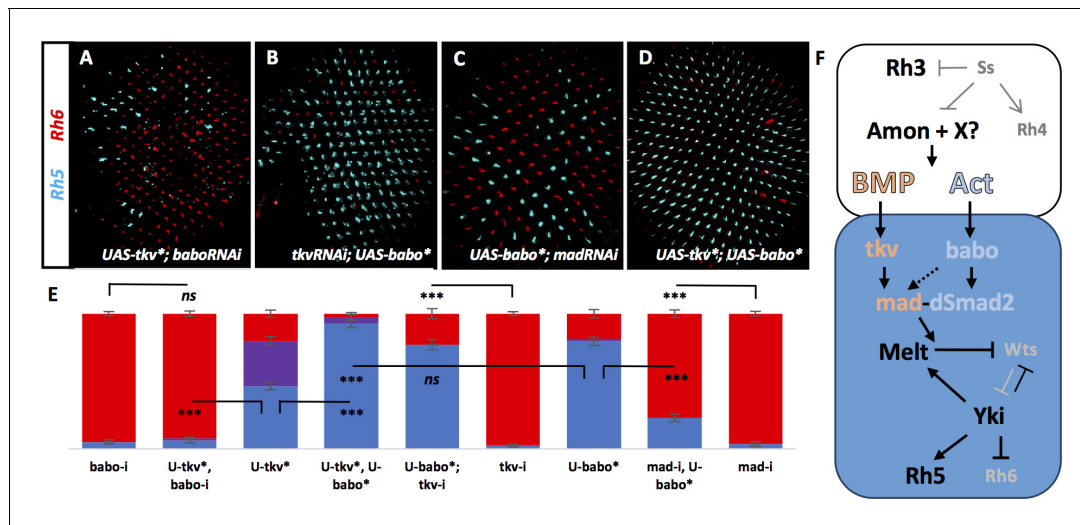 Rh5 Rh6
A
UAS-tkv*; baboRNAi
B
tkvRNAi; UAS-babo*
C
UAS-babo*; madRNAi
D
UAS-tkv*; UAS-babo*
E
ns
***
***
***
ns
***
***
***
babo-i
U-tkv*,
babo-i
U-tkv*
U-tkv*, U-
babo*
U-babo*;
tkv-i
tkv-i
U-babo*
mad-i, U-
babo*
mad-i
F
Rh3
Ss
Amon + X?
Rh4
BMP Act
tkv babo
mad-dSmad2
Melt
Wts
Yki
Rh5
Rh6